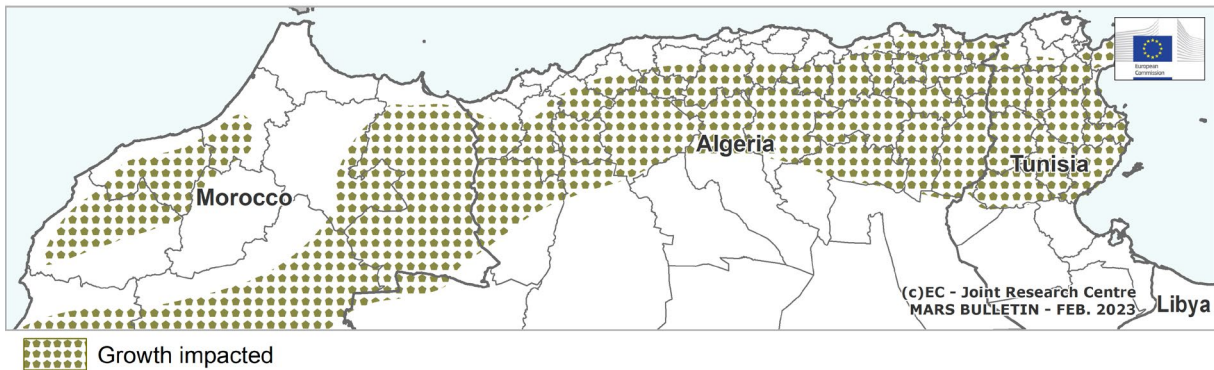 European
Commission
Algeria
Tunisia
Morocco
(c)EC - Joint Research Centre
MARS BULLETIN - FEB. 2023
Libya
Growth impacted